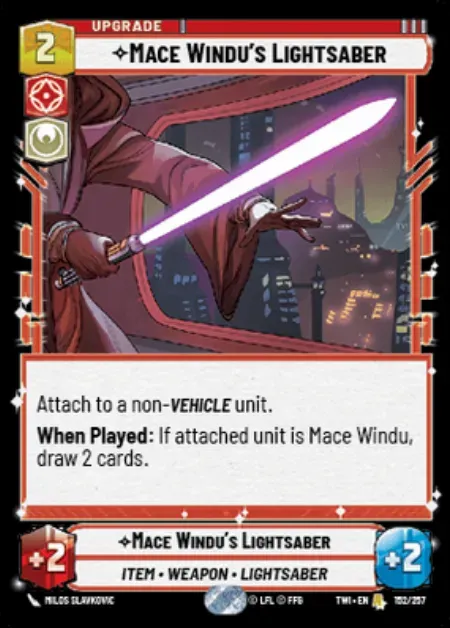 UPGRADE
2
MACE WINDU'S LIGHTSABER
Attach to a non-VEHICLE unit.
When Played: If attached unit is Mace Windu,
draw 2 cards.
+2
MACE WINDU'S LIGHTSABER
+2
ITEM • WEAPON • LIGHTSABER
MILOS SLAVKOVIC
© LFL © FFG
TWI • EN
152/257